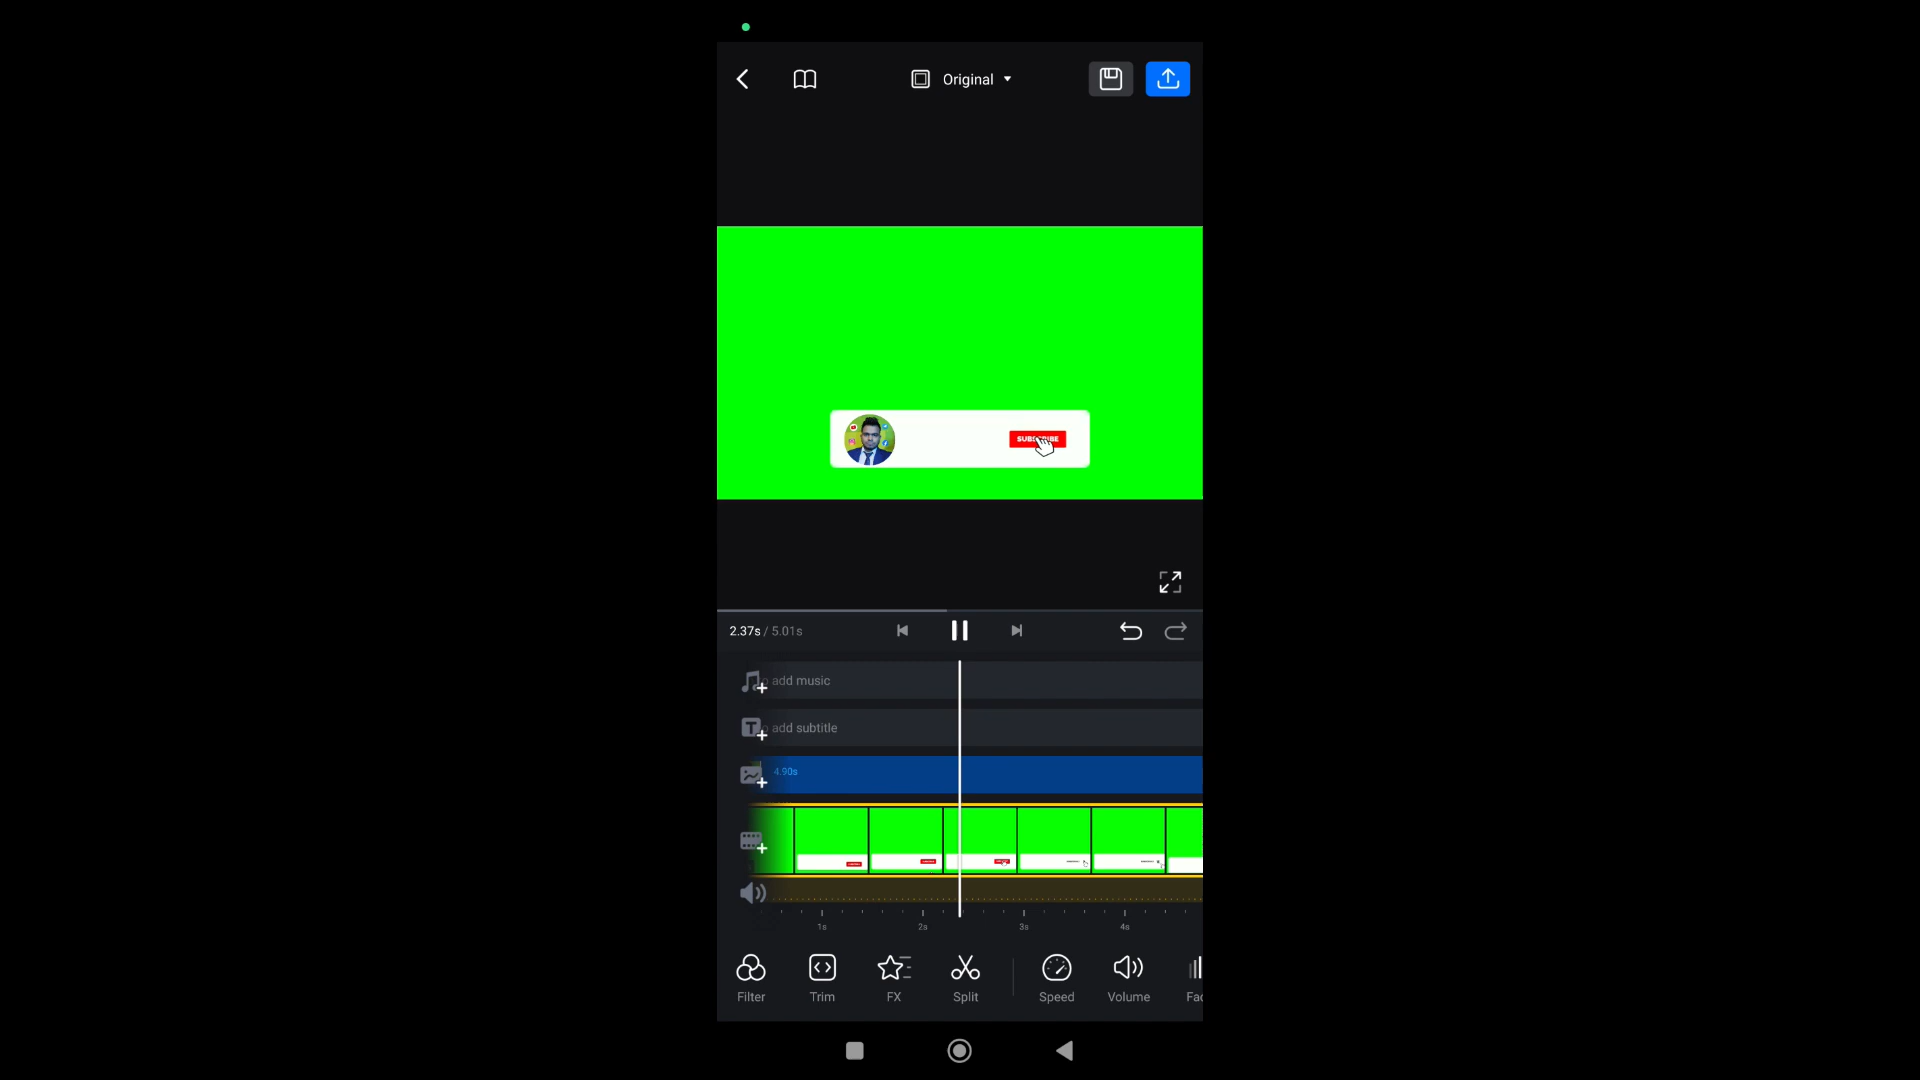 Original
SUBSCRIBE
2.37s / 5.01s
add music
T
add subtitle
4.90s
1s 2s 3s 4s
Filter Trim FX Split Speed Volume